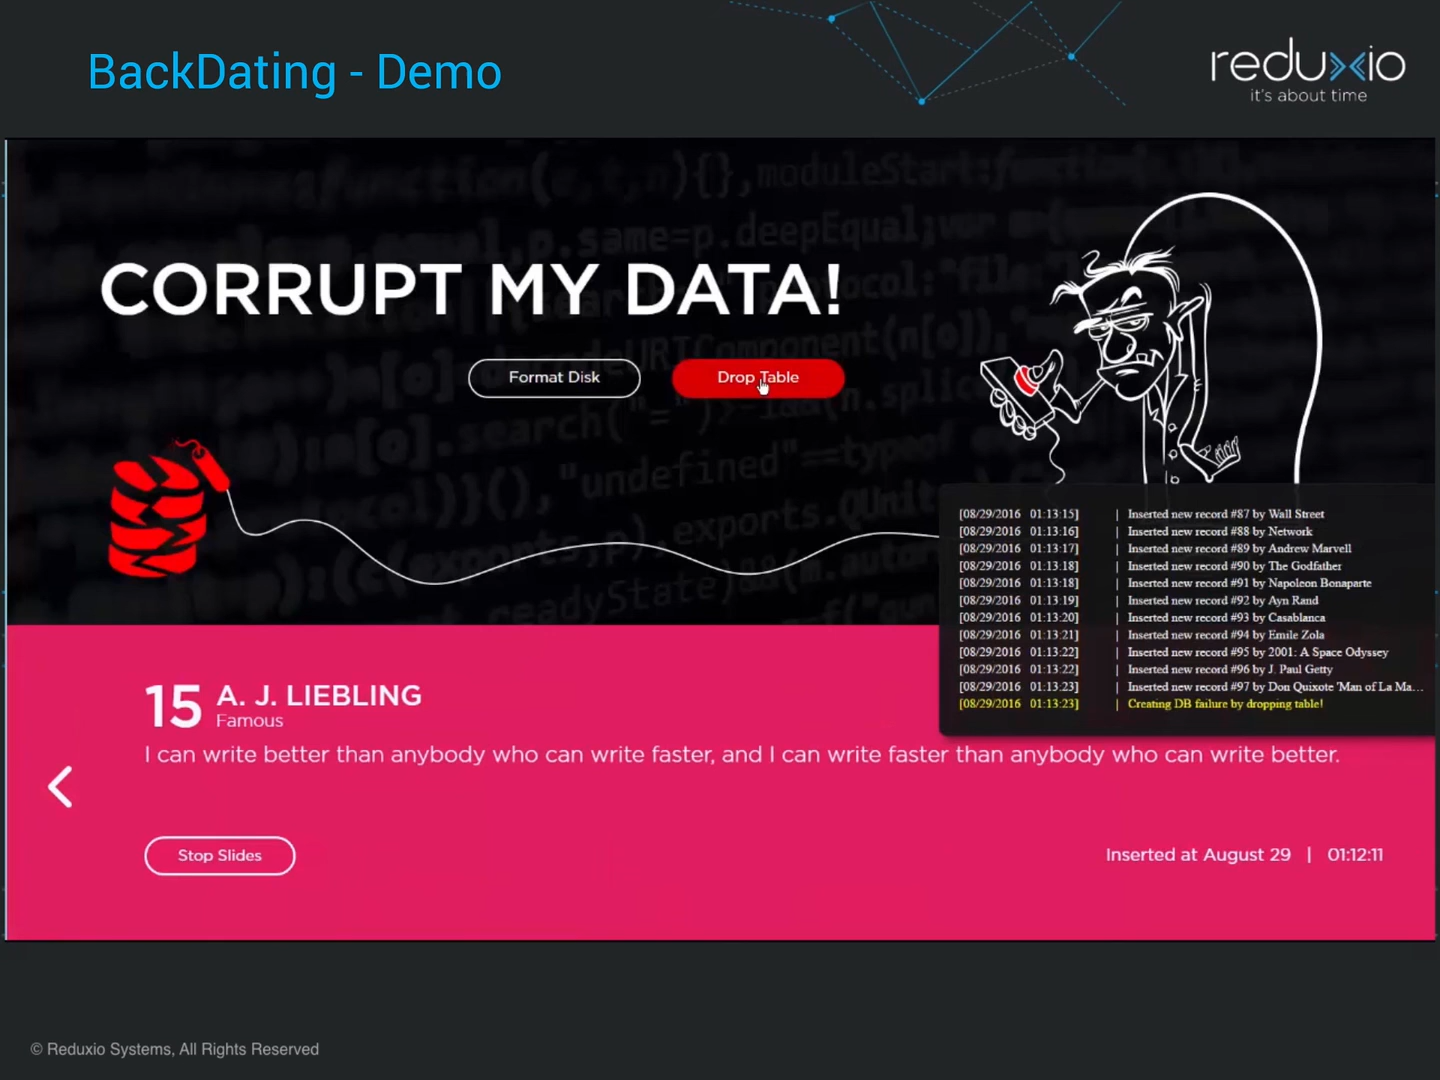 BackDating - Demo
reduxio
it's about time
CORRUPT MY DATA!
Format Disk
Drop Table
[08/29/2016 01:13:15] | Inserted new record #87 by Wall Street
[08/29/2016 01:13:16] | Inserted new record #88 by Network
[08/29/2016 01:13:17] | Inserted new record #89 by Andrew Marvell
[08/29/2016 01:13:18] | Inserted new record #90 by The Godfather
[08/29/2016 01:13:18] | Inserted new record #91 by Napoleon Bonaparte
[08/29/2016 01:13:19] | Inserted new record #92 by Ayn Rand
[08/29/2016 01:13:20] | Inserted new record #93 by Casablanca
[08/29/2016 01:13:21] | Inserted new record #94 by Emile Zola
[08/29/2016 01:13:22] | Inserted new record #95 by 2001: A Space Odyssey
[08/29/2016 01:13:22] | Inserted new record #96 by J. Paul Getty
[08/29/2016 01:13:23] | Inserted new record #97 by Don Quixote 'Man of La Ma...
[08/29/2016 01:13:23] | Creating DB failure by dropping table!
15 A. J. LIEBLING
Famous
I can write better than anybody who can write faster, and I can write faster than anybody who can write better.
Stop Slides
Inserted at August 29 | 01:12:11
© Reduxio Systems, All Rights Reserved